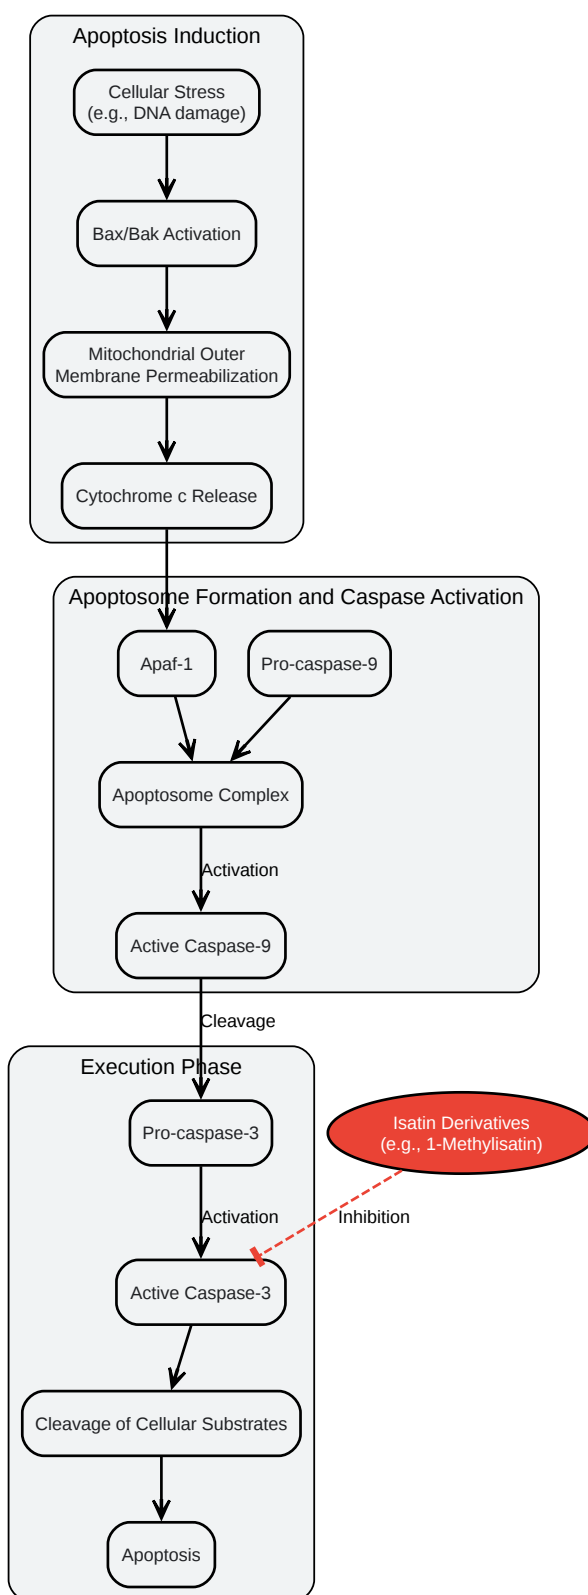 Apoptosis Induction
Cellular Stress
(e.g., DNA damage)
Bax/Bak Activation
Mitochondrial Outer
Membrane Permeabilization
Cytochrome c Release
Apoptosome Formation and Caspase Activation
Apaf-1
Pro-caspase-9
Apoptosome Complex
Activation
Active Caspase-9
Cleavage
Execution Phase
Pro-caspase-3
Isatin Derivatives
(e.g., 1-Methylisatin)
Activation
Inhibition
Active Caspase-3
Cleavage of Cellular Substrates
Apoptosis